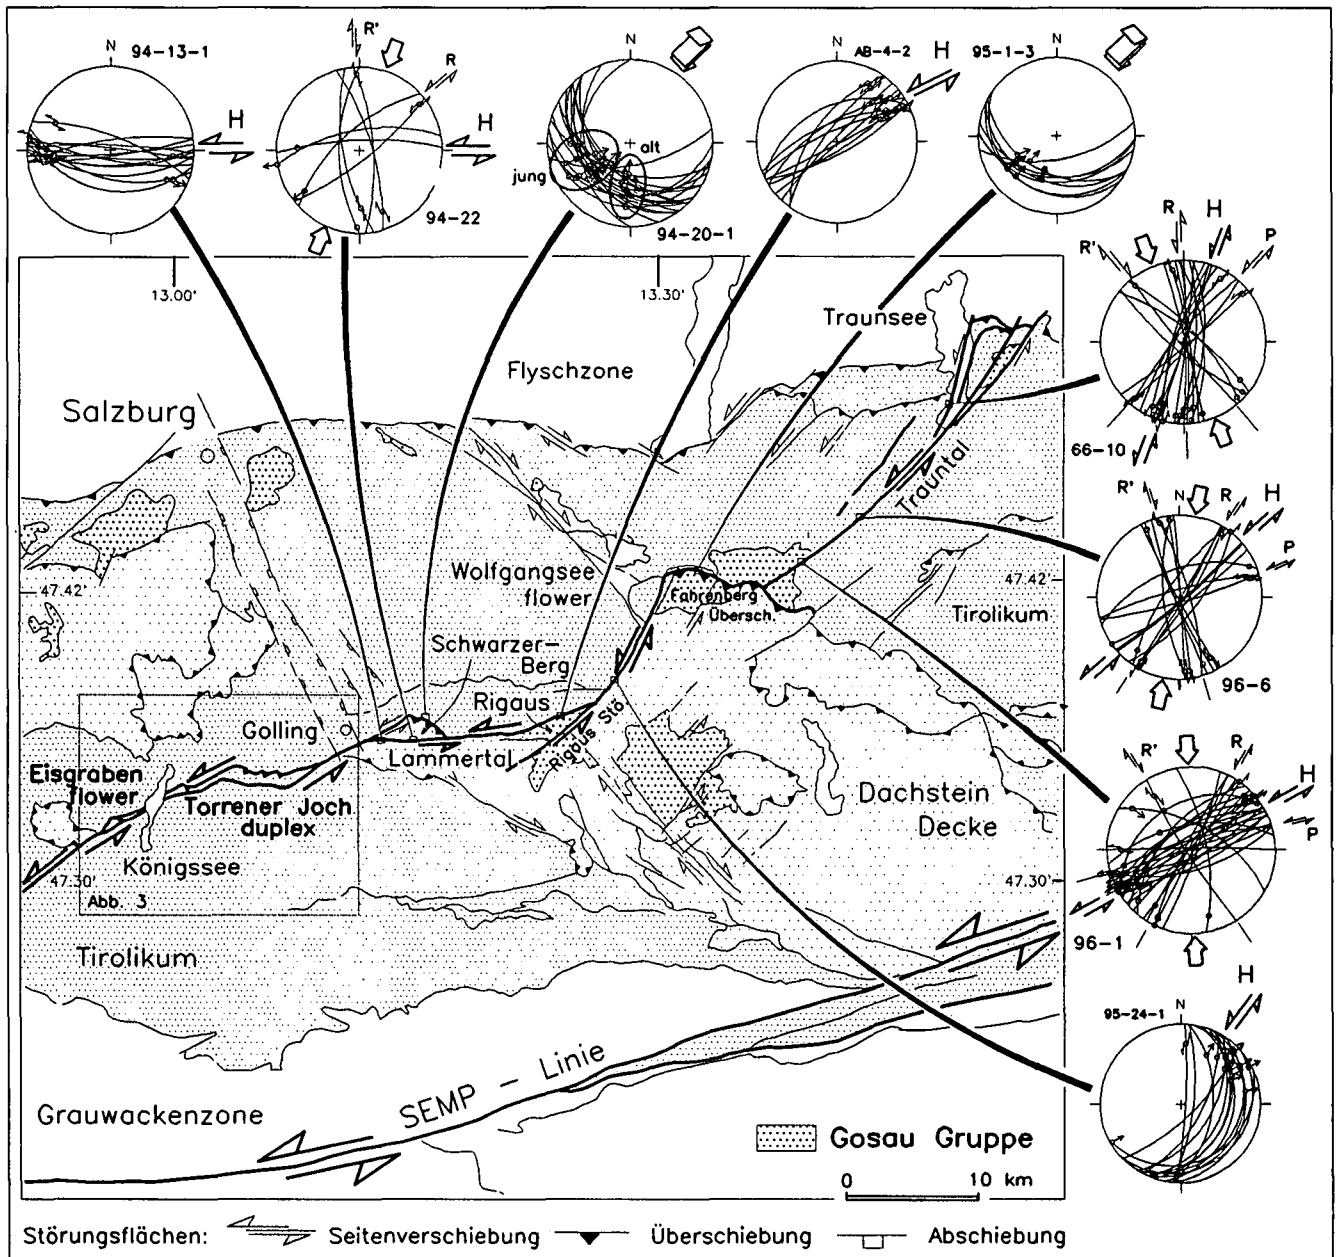 N
94-13-1
H
R'
R
H
94-22
N
alt
jung
94-20-1
N
AB-4-2
H
95-1-3
N
13.00'
13.30'
Traunsee
Flyschzone
Salzburg
Trauntal
R'
R
H
P
66-10
R'
N
R
H
P
96-6
Wolfgangsee
flower
47.42'
47.42'
Fahrenberg
Übersch.
Tirolikum
Schwarzer-
Berg
Rigaus
Golling
Lammertal
Rigaus Stö.
Eisgraben
flower
Torrener Joch
duplex
Dachstein
Decke
Königssee
47.30'
47.30'
Abb. 3
R'
R
H
P
96-1
Tirolikum
H
95-24-1
N
SEMP - Linie
Grauwackenzone
Gosau Gruppe
0 10 km
Störungsflächen: Seitenverschiebung Überschiebung Abschiebung